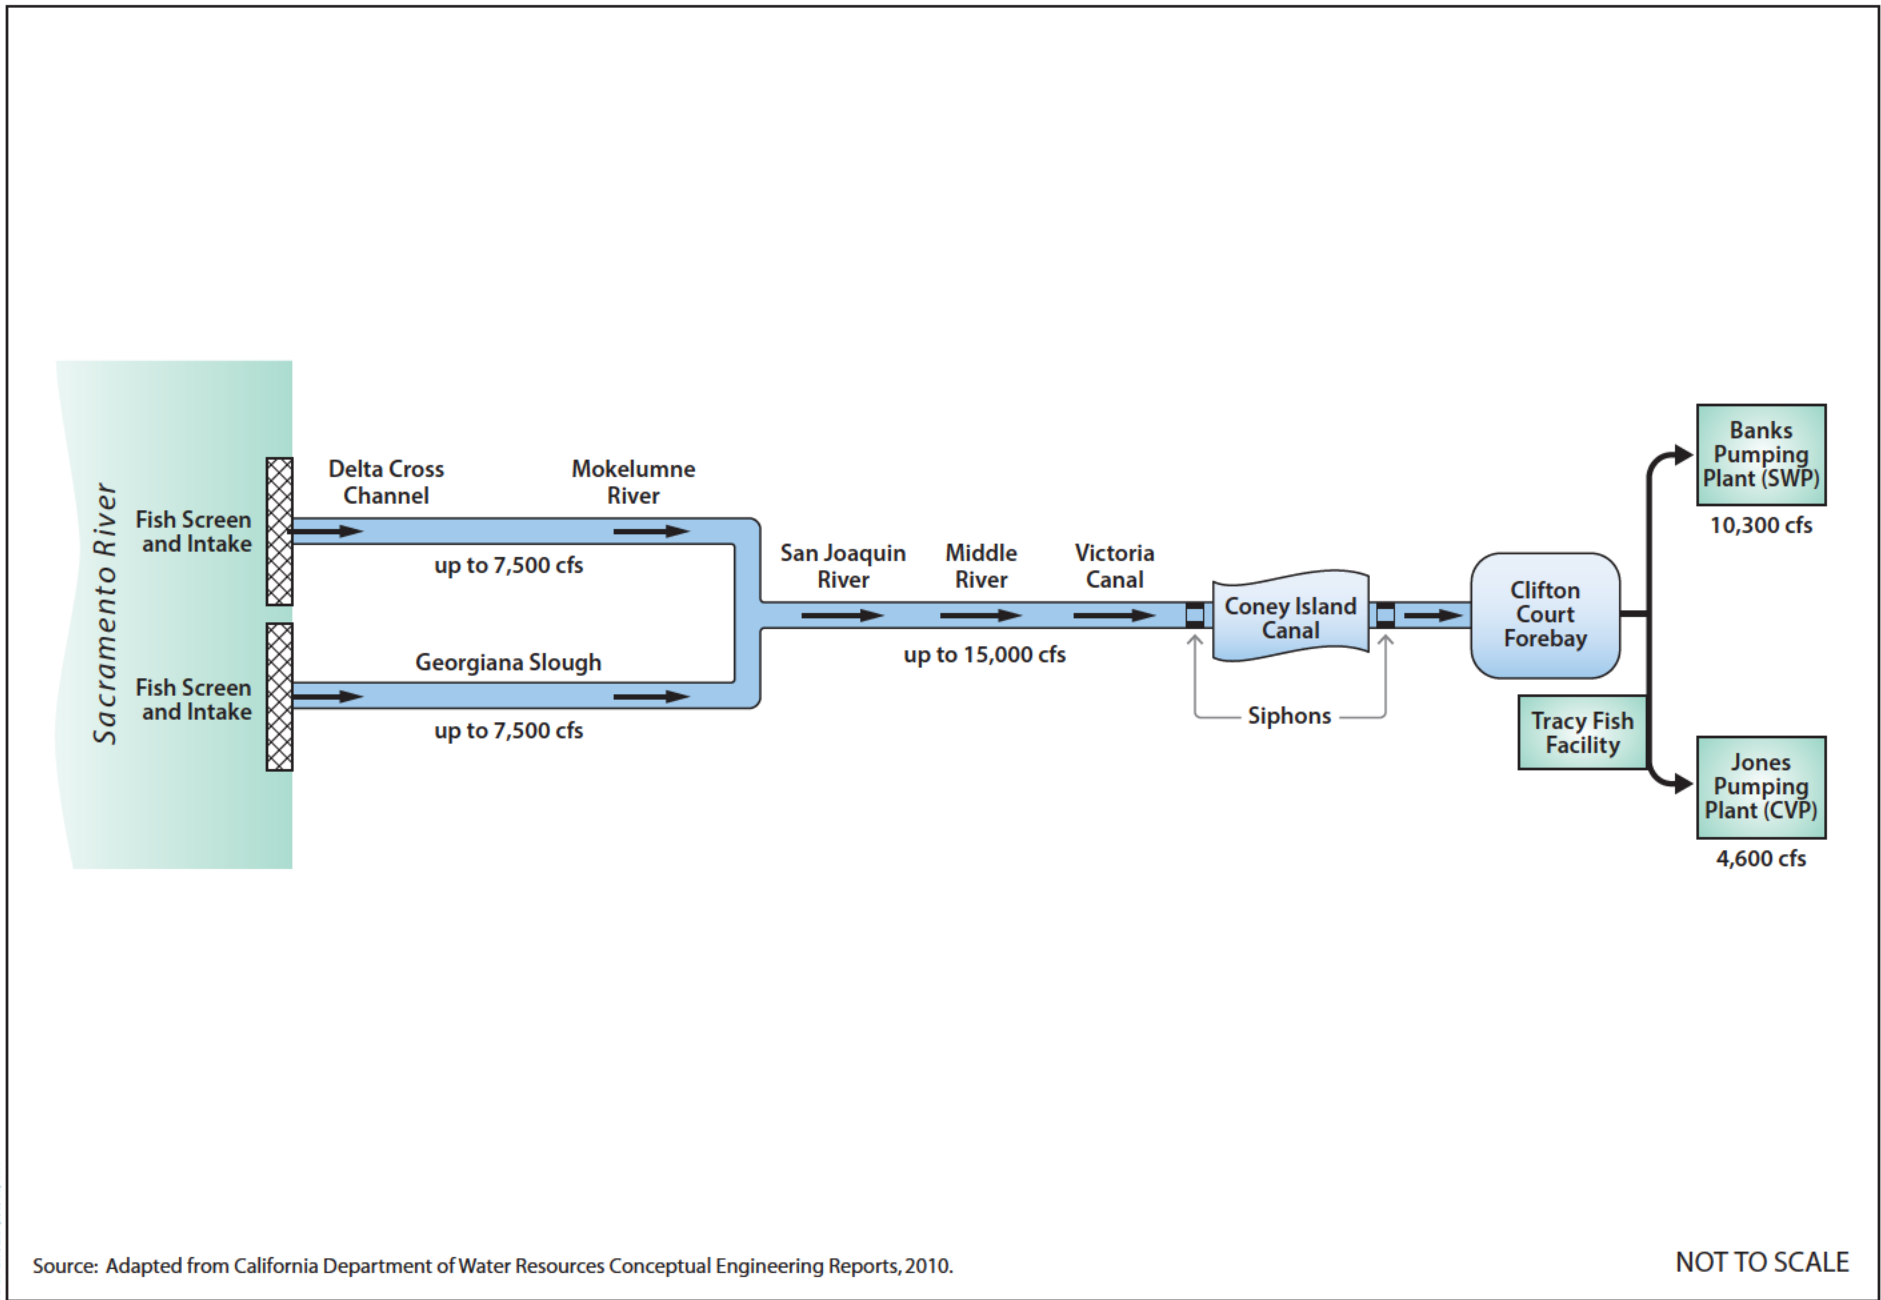 Sacramento River
Fish Screen
and Intake
Fish Screen
and Intake
Delta Cross
Channel
Mokelumne
River
up to 7,500 cfs
Georgiana Slough
up to 7,500 cfs
San Joaquin
River
Middle
River
Victoria
Canal
up to 15,000 cfs
Coney Island
Canal
Siphons
Clifton
Court
Forebay
Tracy Fish
Facility
Banks
Pumping
Plant (SWP)
10,300 cfs
Jones
Pumping
Plant (CVP)
4,600 cfs
Source: Adapted from California Department of Water Resources Conceptual Engineering Reports, 2010.
NOT TO SCALE